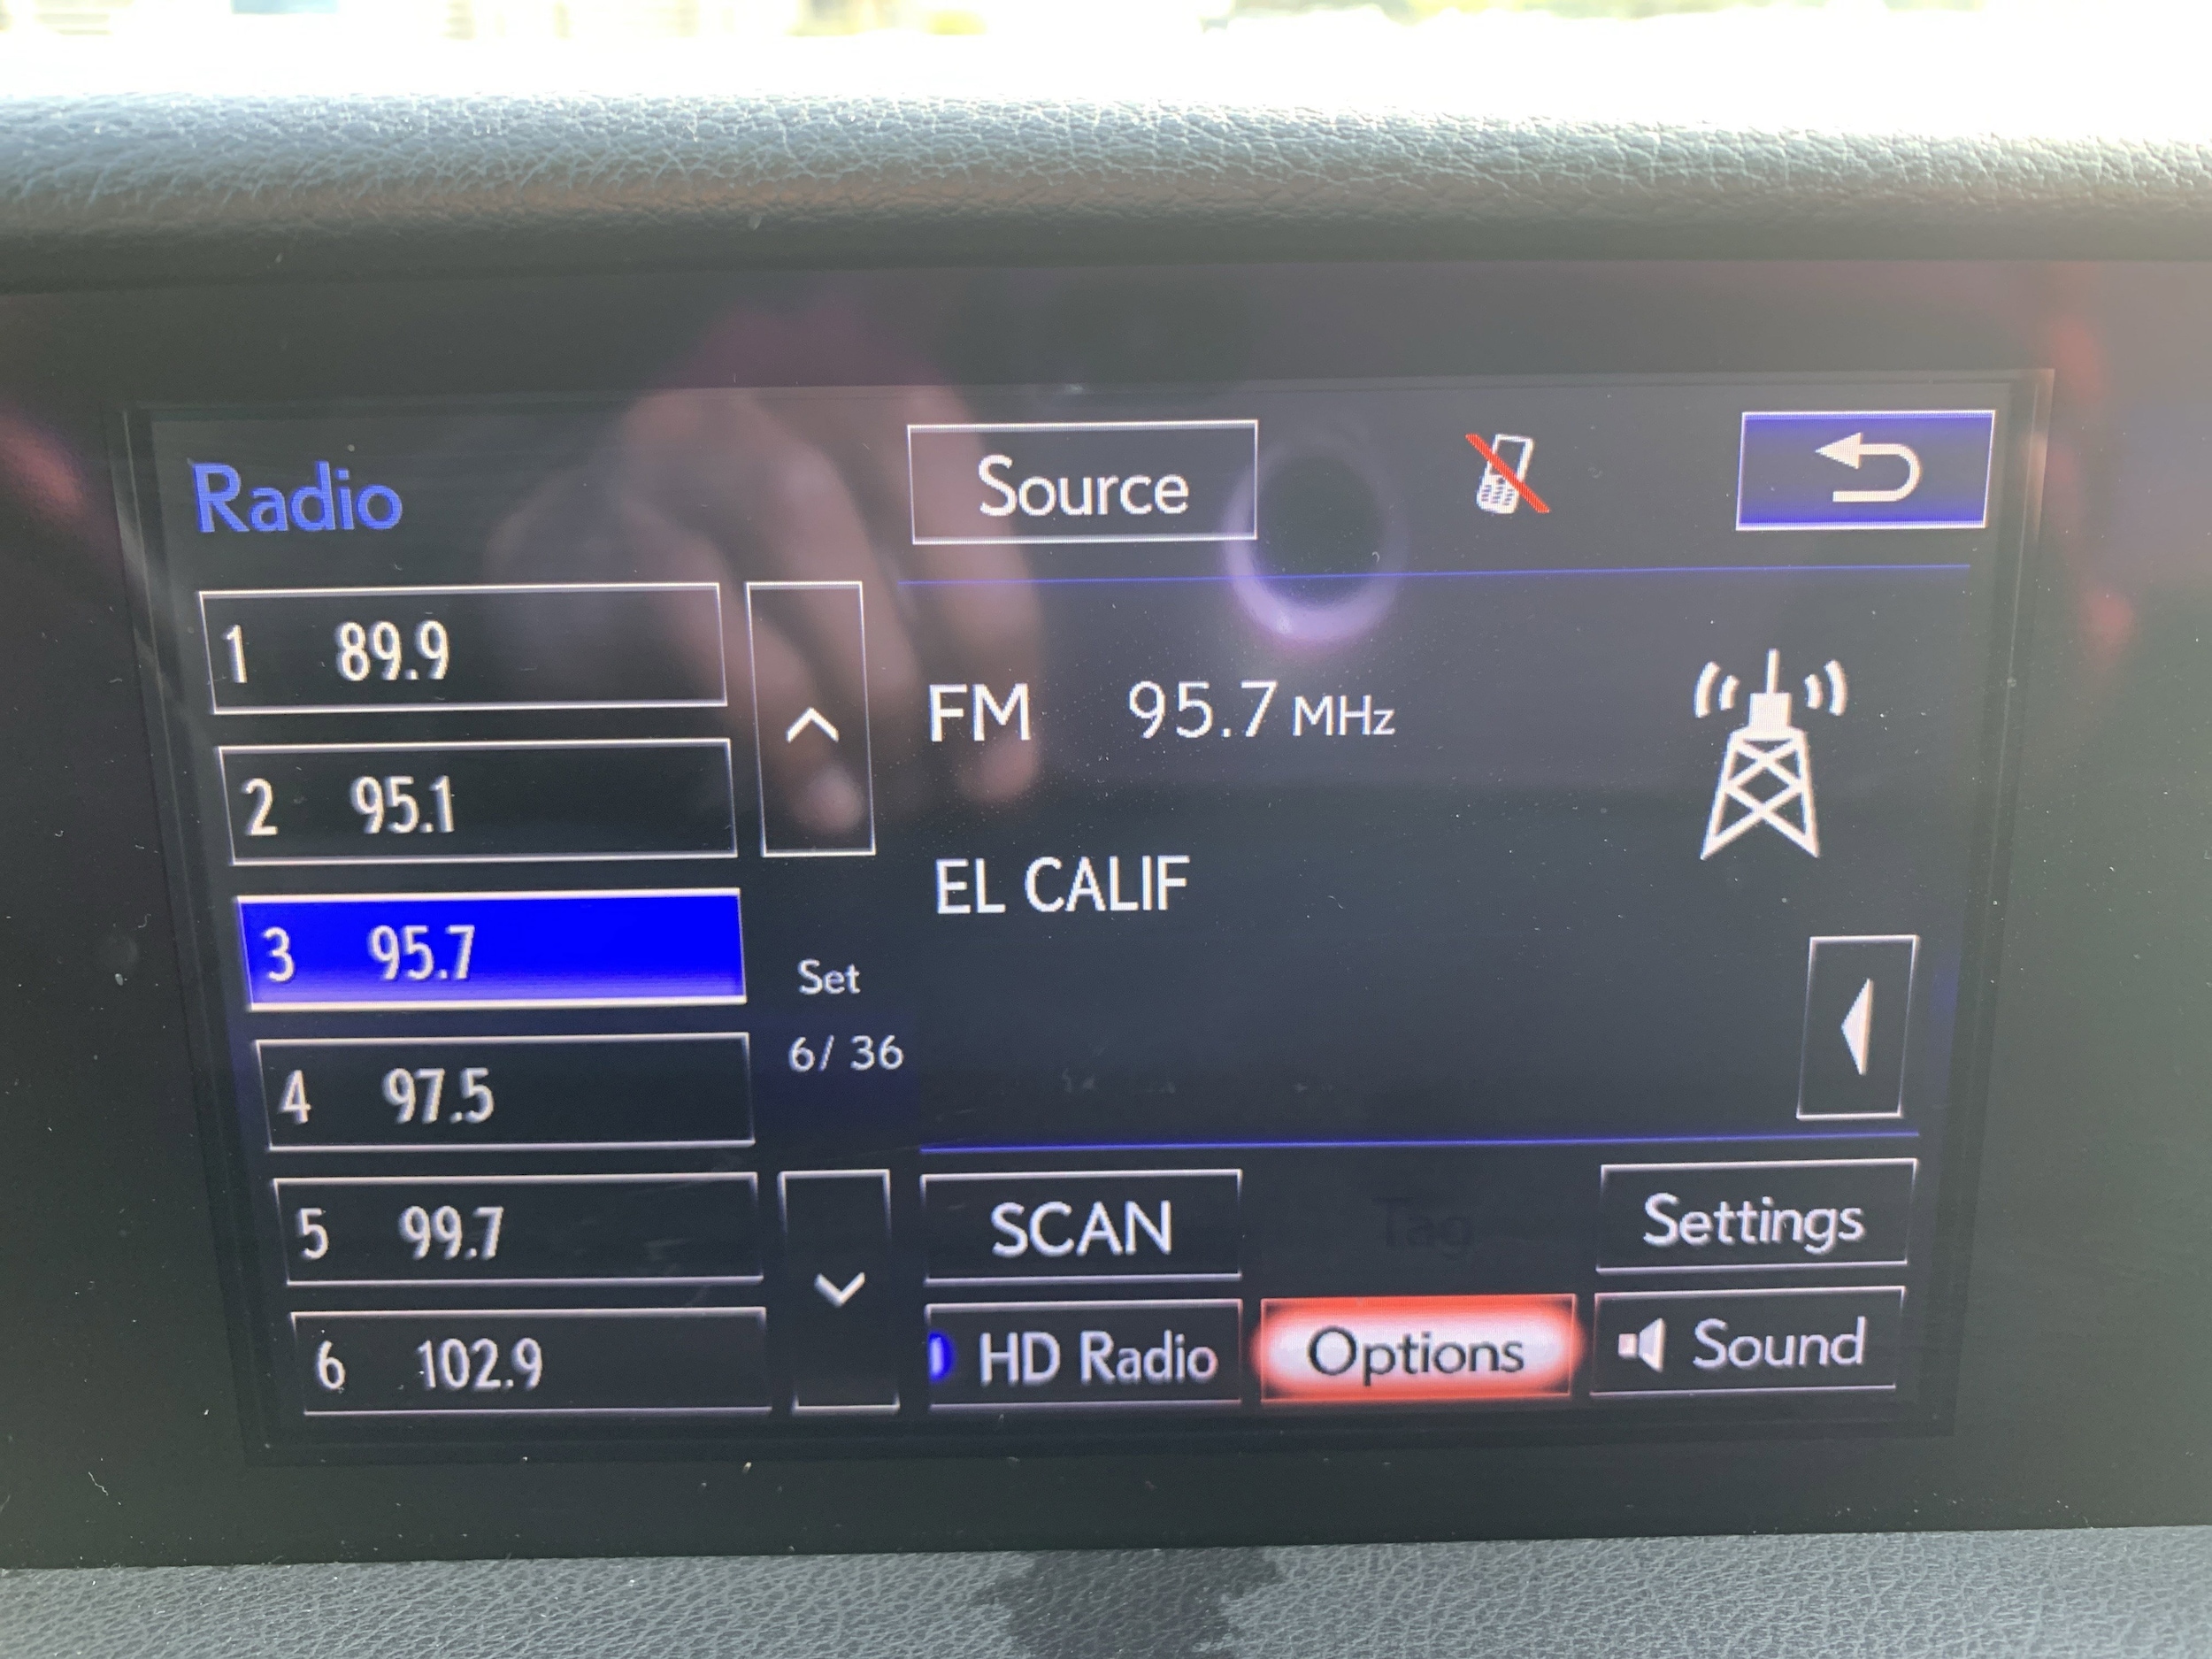 Radio
Source
1 89.9
2 95.1
3 95.7
4 97.5
5 99.7
6 102.9
Set
6/ 36
FM 95.7 MHz
EL CALIF
SCAN
Tag
Settings
HD Radio
Options
Sound